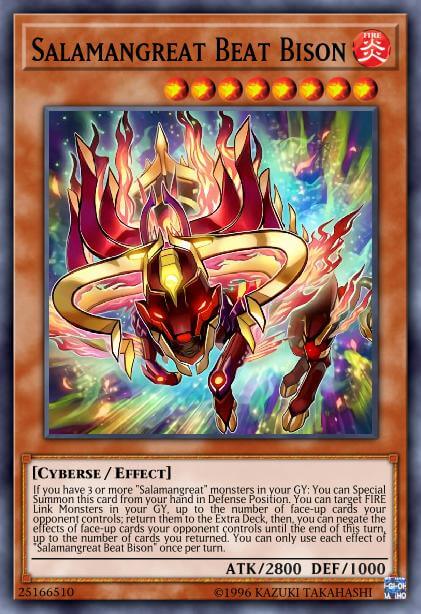 Salamangreat Beat Bison
FIRE
炎
[Cyberse / Effect]
If you have 3 or more "Salamangreat" monsters in your GY: You can Special
Summon this card from your hand in Defense Position. You can target FIRE
Link Monsters in your GY, up to the number of face-up cards your
opponent controls; return them to the Extra Deck, then, you can negate the
effects of face-up cards your opponent controls until the end of this turn,
up to the number of cards you returned. You can only use each effect of
"Salamangreat Beat Bison" once per turn.
ATK/2800 DEF/1000
25166510
©1996 KAZUKI TAKAHASHI